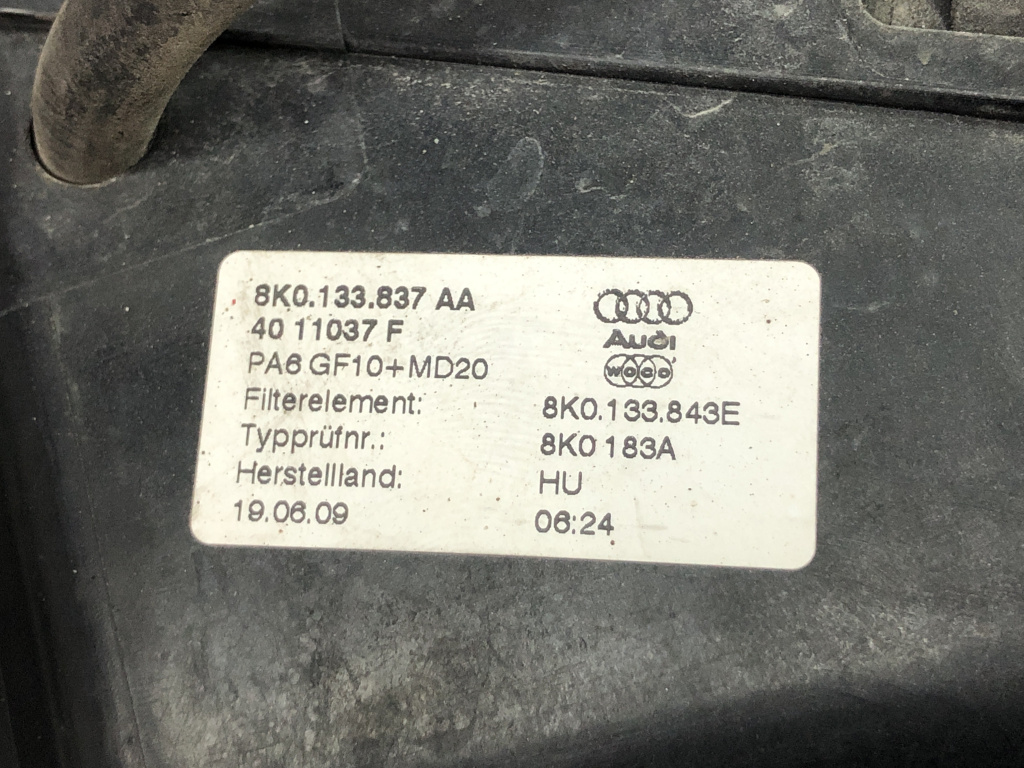 8K0.133.837 AA
40 11037 F
Audi
PA6 GF10+MD20
woco
Filterelement: 8K0.133.843E
Typprüfnr.: 8K0 183A
Herstellland: HU
19.06.09 06:24